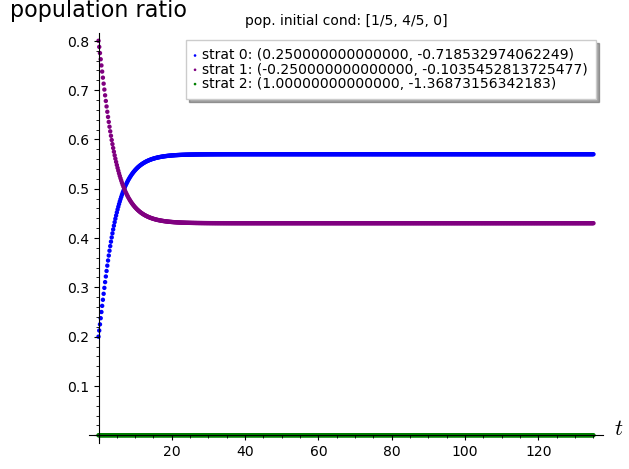 population ratio
pop. initial cond: [1/5, 4/5, 0]
strat 0: (0.250000000000000, -0.718532974062249)
strat 1: (-0.250000000000000, -0.1035452813725477)
strat 2: (1.00000000000000, -1.36873156342183)
0.8
0.7
0.6
0.5
0.4
0.3
0.2
0.1
20 40 60 80 100 120
t